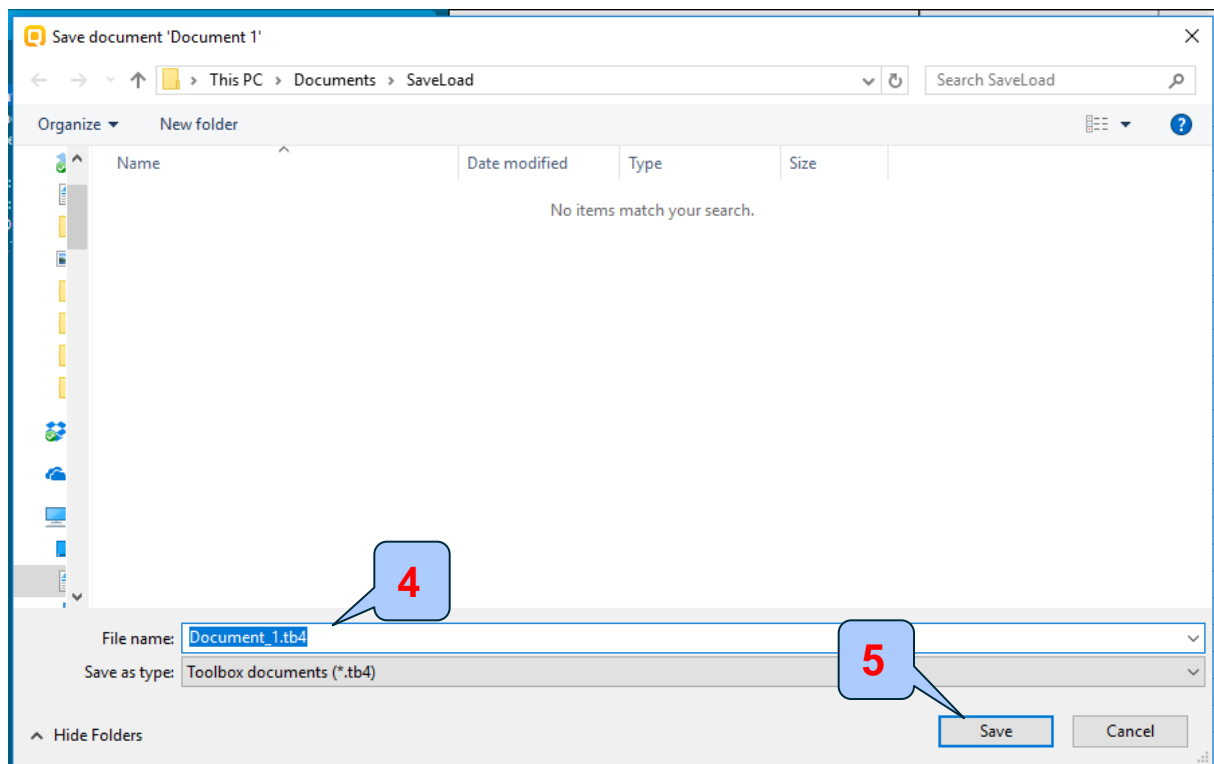 Save document 'Document 1'
This PC > Documents > SaveLoad
Search SaveLoad
Organize
New folder
?
Name
Date modified
Type
Size
No items match your search.
4
File name: Document_1.tb4
Save as type: Toolbox documents (*.tb4)
5
Hide Folders
Save
Cancel